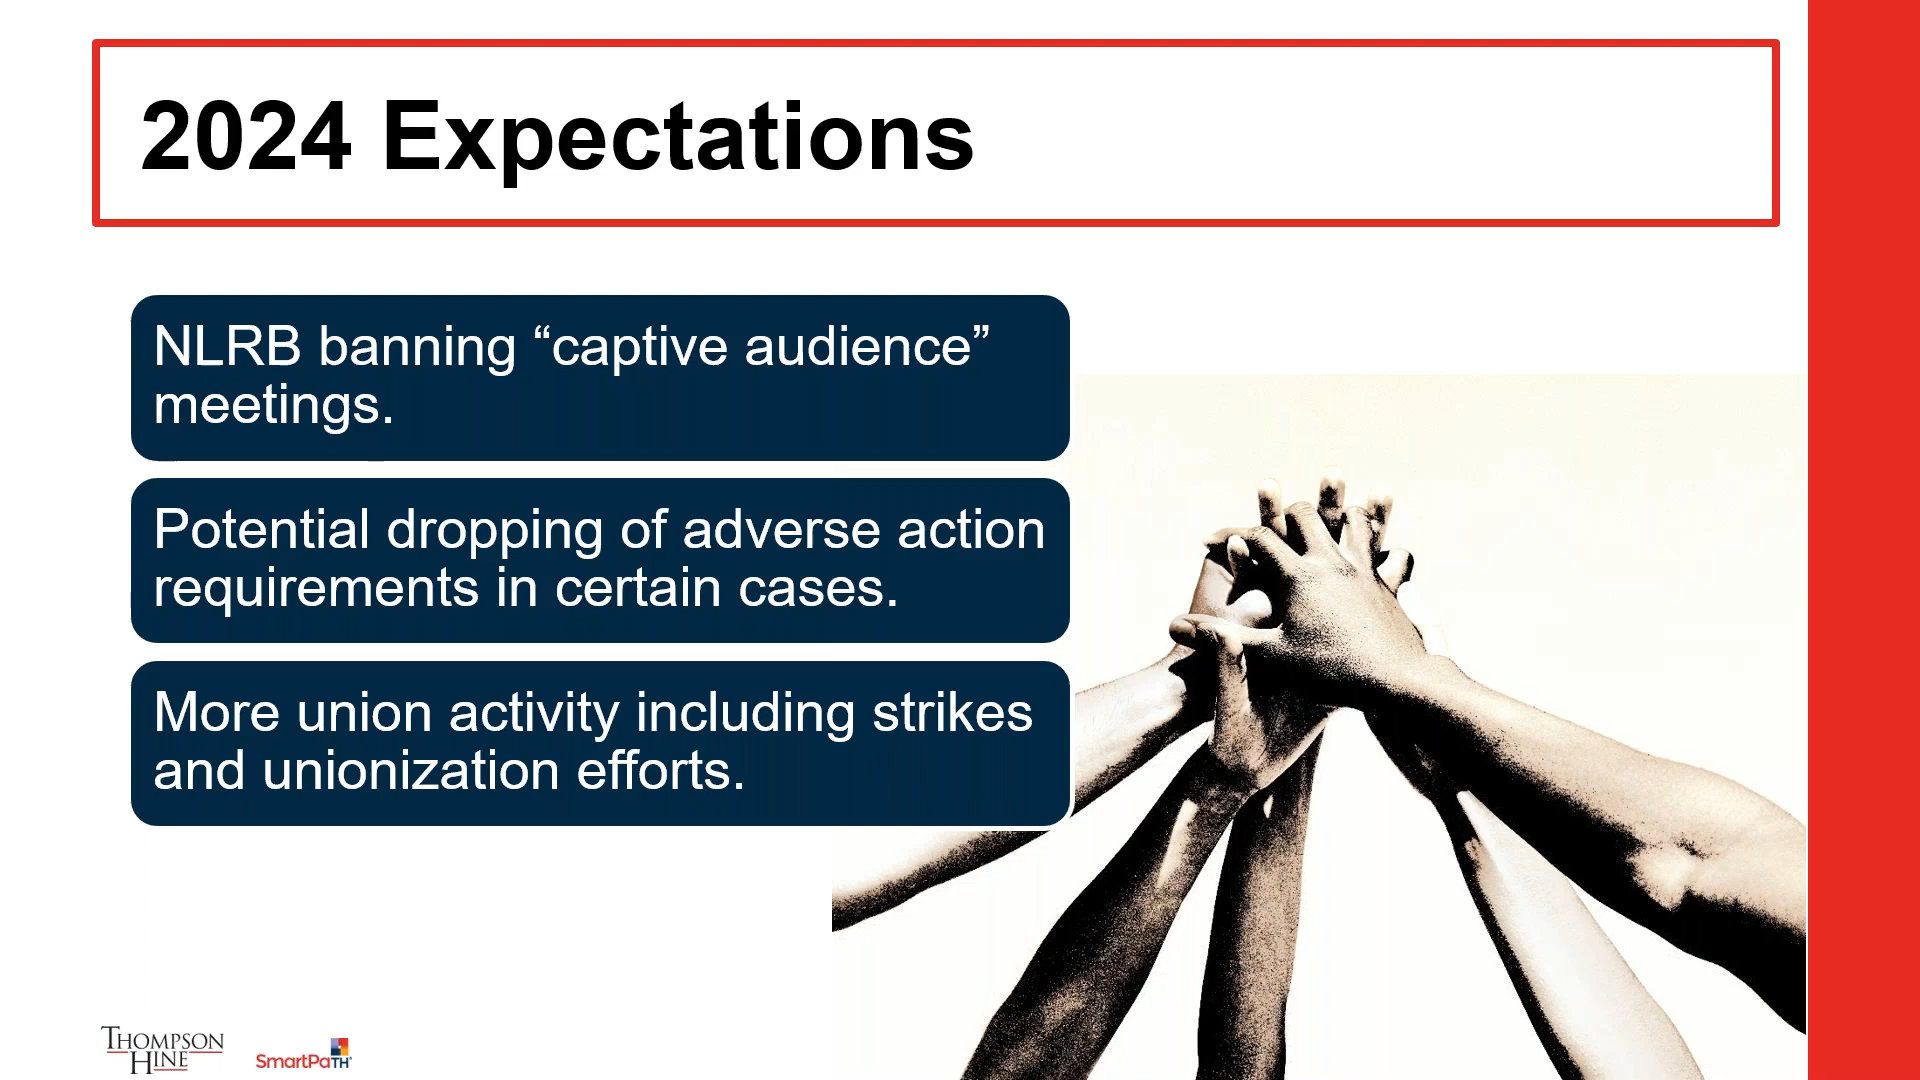 2024 Expectations
NLRB banning “captive audience”
meetings.
Potential dropping of adverse action
requirements in certain cases.
More union activity including strikes
and unionization efforts.
THOMPSON
HINE
SmartPaTH